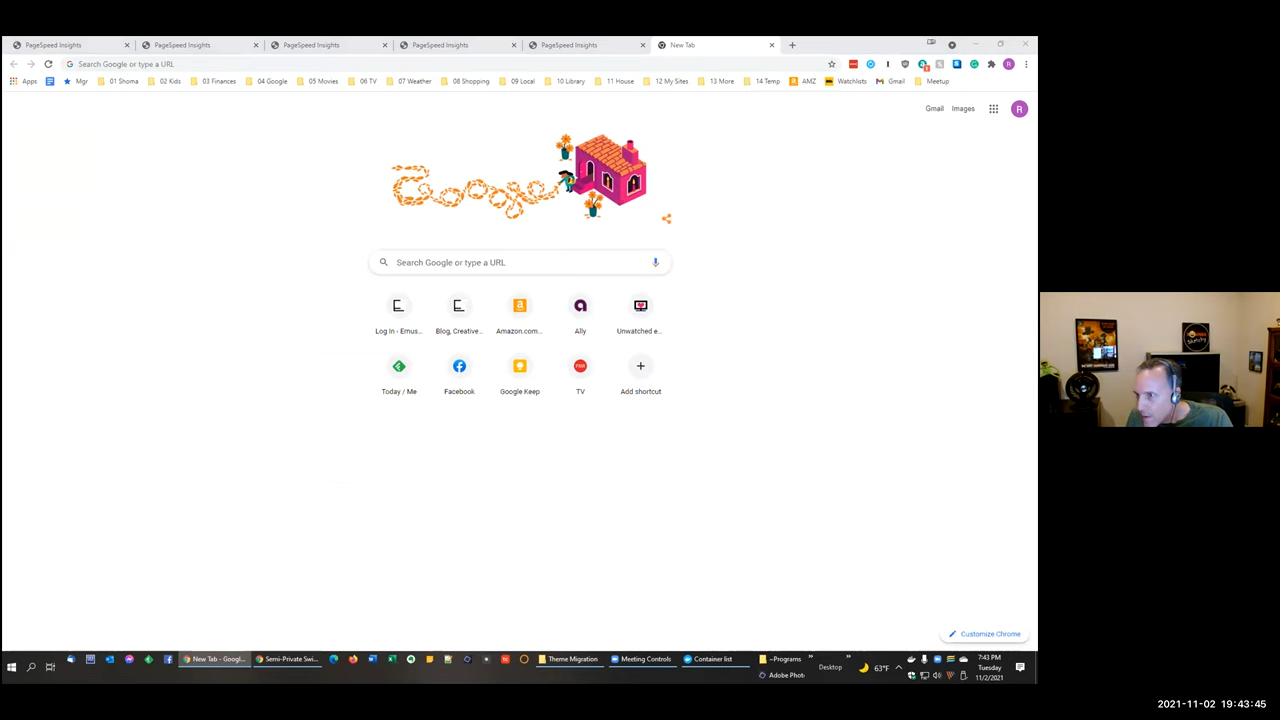 PageSpeed Insights
PageSpeed Insights
PageSpeed Insights
PageSpeed Insights
PageSpeed Insights
New Tab
Search Google or type a URL
Apps
Mgr
01 Shoma
02 Kids
03 Finances
04 Google
05 Movies
06 TV
07 Weather
08 Shopping
09 Local
10 Library
11 House
12 My Sites
13 More
14 Temp
AMZ
Watchlists
Gmail
Meetup
Gmail
Images
R
Google
Search Google or type a URL
Log In ‹ Emus...
Blog, Creative...
Amazon.com...
Ally
Unwatched e...
Today / Me
Facebook
Google Keep
TV
Add shortcut
Customize Chrome
New Tab - Googl...
Semi-Private Swi...
Theme Migration
Meeting Controls
Container list
~Programs
Adobe Phot
Desktop
63°F
7:43 PM
Tuesday
11/2/2021
2021-11-02 19:43:45